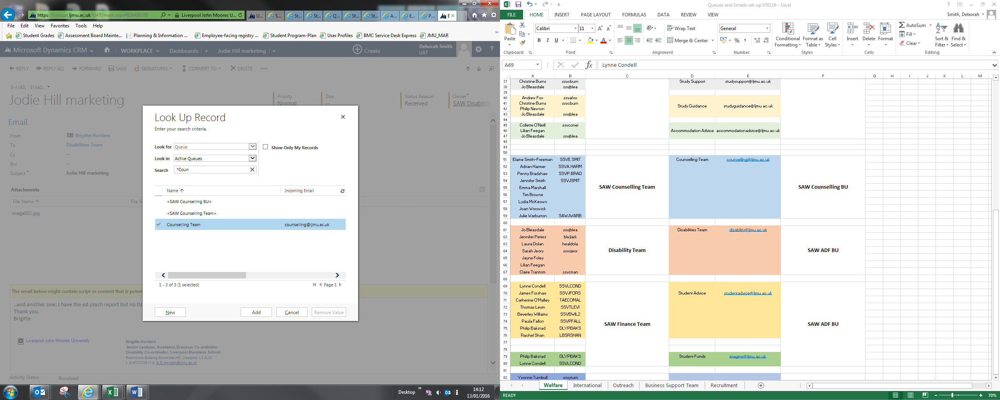 https://crmuat.ljmu.ac.uk/UAT/main.aspx#824498376
Liverpool John Moores U...
U...
S...
St...
St...
Q...
St...
St...
A...
E...
P...
E
File Edit View Favorites Tools Help
Student Grades
Assessment Board Mainte...
Planning & Information ...
Employee-facing registry ...
Student Program-Plan
User Profiles
BMC Service Desk Express
JMU_MAR
Microsoft Dynamics CRM
WORKPLACE
Dashboards
Jodie Hill marketing
Create
Deborah Smith
UAT
REPLY REPLY ALL FORWARD SAVE SIGNATURES CONVERT TO DELETE
E-MAIL : EMAIL
Jodie Hill marketing
Priority
Normal
Due
--
Status Reason
Received
Owner*
SAW Disability
Email
From Brigitte Hordern
To Disabilities Team
Cc --
Bcc --
Subject* Jodie Hill marketing
Attachments
File Name File Si
image001.jpg
The email below might contain script or content that is poten
..and another one: I have the ed psych report but no ISL
Thank you.
Brigitte
Liverpool John Moores University
Brigitte Hordern
Senior Lecturer, Academic Erasmus Co-ordinator
Disability Co-ordinator, Liverpool Business School
Redmonds Building Brownlow Hill, Liverpool, L3 5UG
t: 01512313811 e: B.G.Hordern@ljmu.ac.uk
Activity Status Received
Look Up Record
Enter your search criteria.
Look for Queue
Show Only My Records
Look in Active Queues
Search *Coun
Name Incoming Email
<SAW Counselling BU>
<SAW Counselling Team>
Counselling Team counselling@ljmu.ac.uk
1 - 3 of 3 (1 selected)
Page 1
New Add Cancel Remove Value
Desktop
14:12
13/01/2016
Queues and Emails set-up 070116 - Excel
FILE HOME INSERT PAGE LAYOUT FORMULAS DATA REVIEW VIEW
Smith, Deborah
Paste
Clipboard
Calibri 11
B I U
Font
Wrap Text
Merge & Center
Alignment
General
Number
Conditional Formatting
Format as Table
Cell Styles
Styles
Insert Delete Format
Cells
AutoSum
Fill
Clear
Sort & Filter
Find & Select
Editing
A69 fx Lynne Condell
A B C D E F G H I J K L M
37 Christine Burns ssvcburn Study Support studysupport@ljmu.ac.uk
38 Jo Bleasdale ssvjblea
39
40 Andrew Fox ssvafox
41 Christine Burns ssvcburn
Study Guidance studyguidance@ljmu.ac.uk
42 Philip Newton
43 Jo Bleasdale ssvjblea
44
45 Collette O'Neill ssvconei
46 Lilian Feegan Accommodation Advice accommodationadvice@ljmu.ac.uk
47 Jo Bleasdale ssvjblea
48
49
50
51 Elaine Smith-Freeman SSVE.SMIT Counselling Team counselling@ljmu.ac.uk
52 Adrian Harmer SSVA.HARM
53 Penny Bradshaw SSVP.BRAD
54 Jennifer Smith SSVJSMIT
SAW Counselling Team SAW Counselling BU
55 Emma Marshall
56 Tim Browne
57 Lydia McKeown
58 Joan Worswick
59 Julie Warburton SAWJWARB
60
61 Jo Bleasdale ssvjblea Disabilities Team disability@ljmu.ac.uk
62 Jennifer Peters blwjlark
63 Laura Dolan healdola
64 Sarah Jeory ssvsjeor Disability Team SAW ADF BU
65 Jayne Foley
66 Lilian Feegan
67 Claire Trantom ssvctran
68
69 Lynne Condell SSVLCOND
70 James Forshaw SSVJFORS Student Advice studentadvice@ljmu.ac.uk
71 Catherine O'Malley TAECOMAL
72 Thomas Levin SSVTLEVI
73 Beverley Williams SSVBWIL2
74 Paula Fallon SSVPFALL SAW Finance Team SAW ADF BU
75 Philip Bakstad DLYPBAKS
76 Rachel Shan LBSRSHAN
77
78
79 Philip Bakstad DLYPBAKS Student Funds imagine@ljmu.ac.uk
80 Lynne Condell SSVLCOND
81
82 Yvonne Turnbull ssvyturn
Welfare International Outreach Business Support Team Recruitment
READY
70%